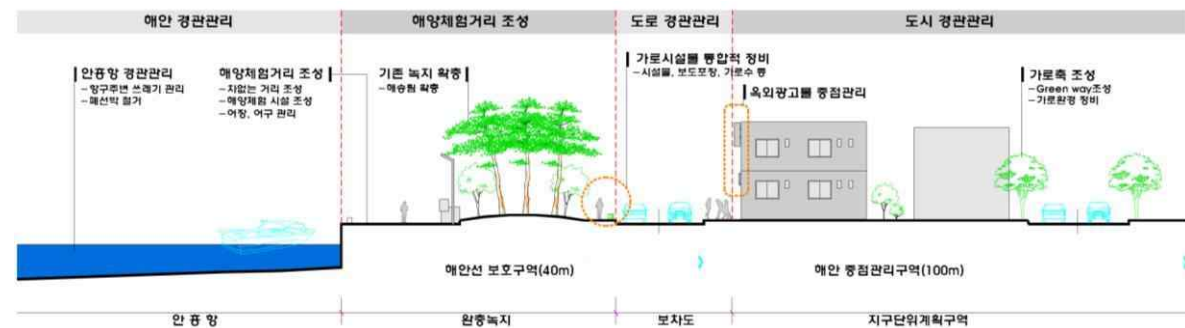 해안 경관관리
해양체험거리 조성
도로 경관관리
도시 경관관리
안흥항 경관관리
-항구주변 쓰레기 관리
-폐선박 철거
해양체험거리 조성
-차없는 거리 조성
-해양체험 시설 조성
-어장, 어구 관리
기존 녹지 확충
-해송림 확충
가로시설물 통합적 정비
-시설물, 보도포장, 가로수 등
옥외광고물 중점관리
가로축 조성
-Green way조성
-가로환경 정비
해안선 보호구역(40m)
해안 중점관리구역(100m)
안 흥 항
완충녹지
보차도
지구단위계획구역